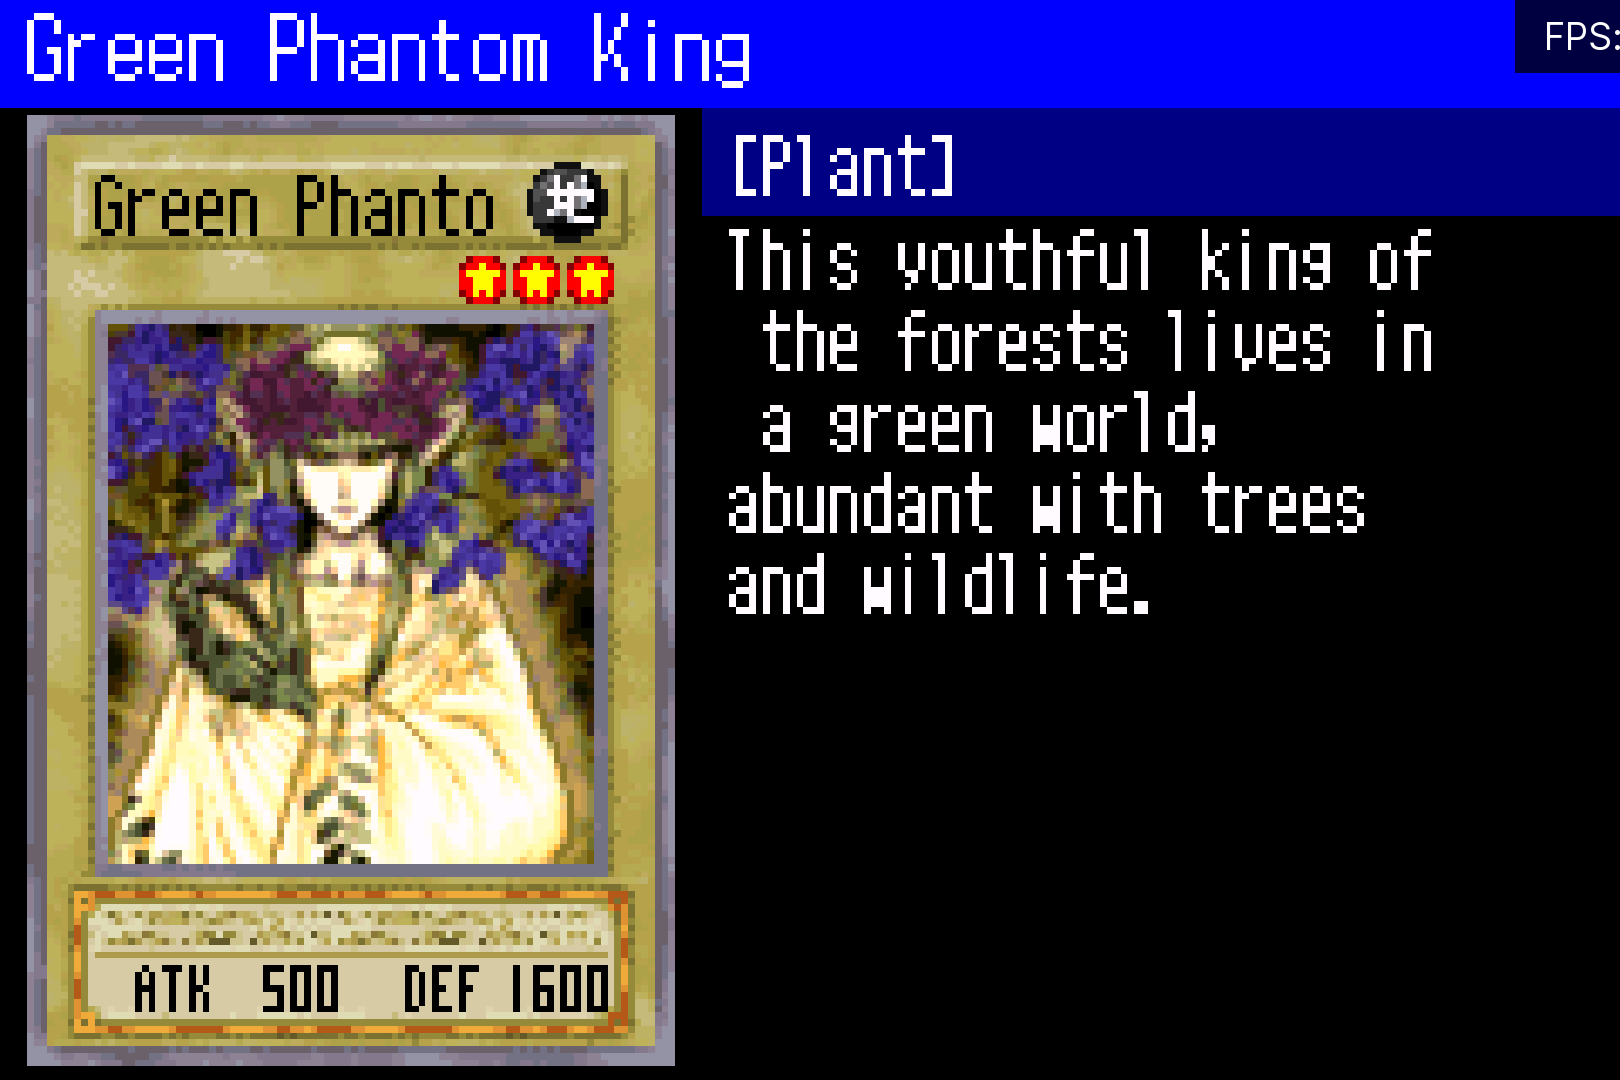 Green Phantom King
FPS:
Green Phanto
地
[Plant]
This youthful king of
the forests lives in
a green world,
abundant with trees
and wildlife.
ATK 500 DEF 1600